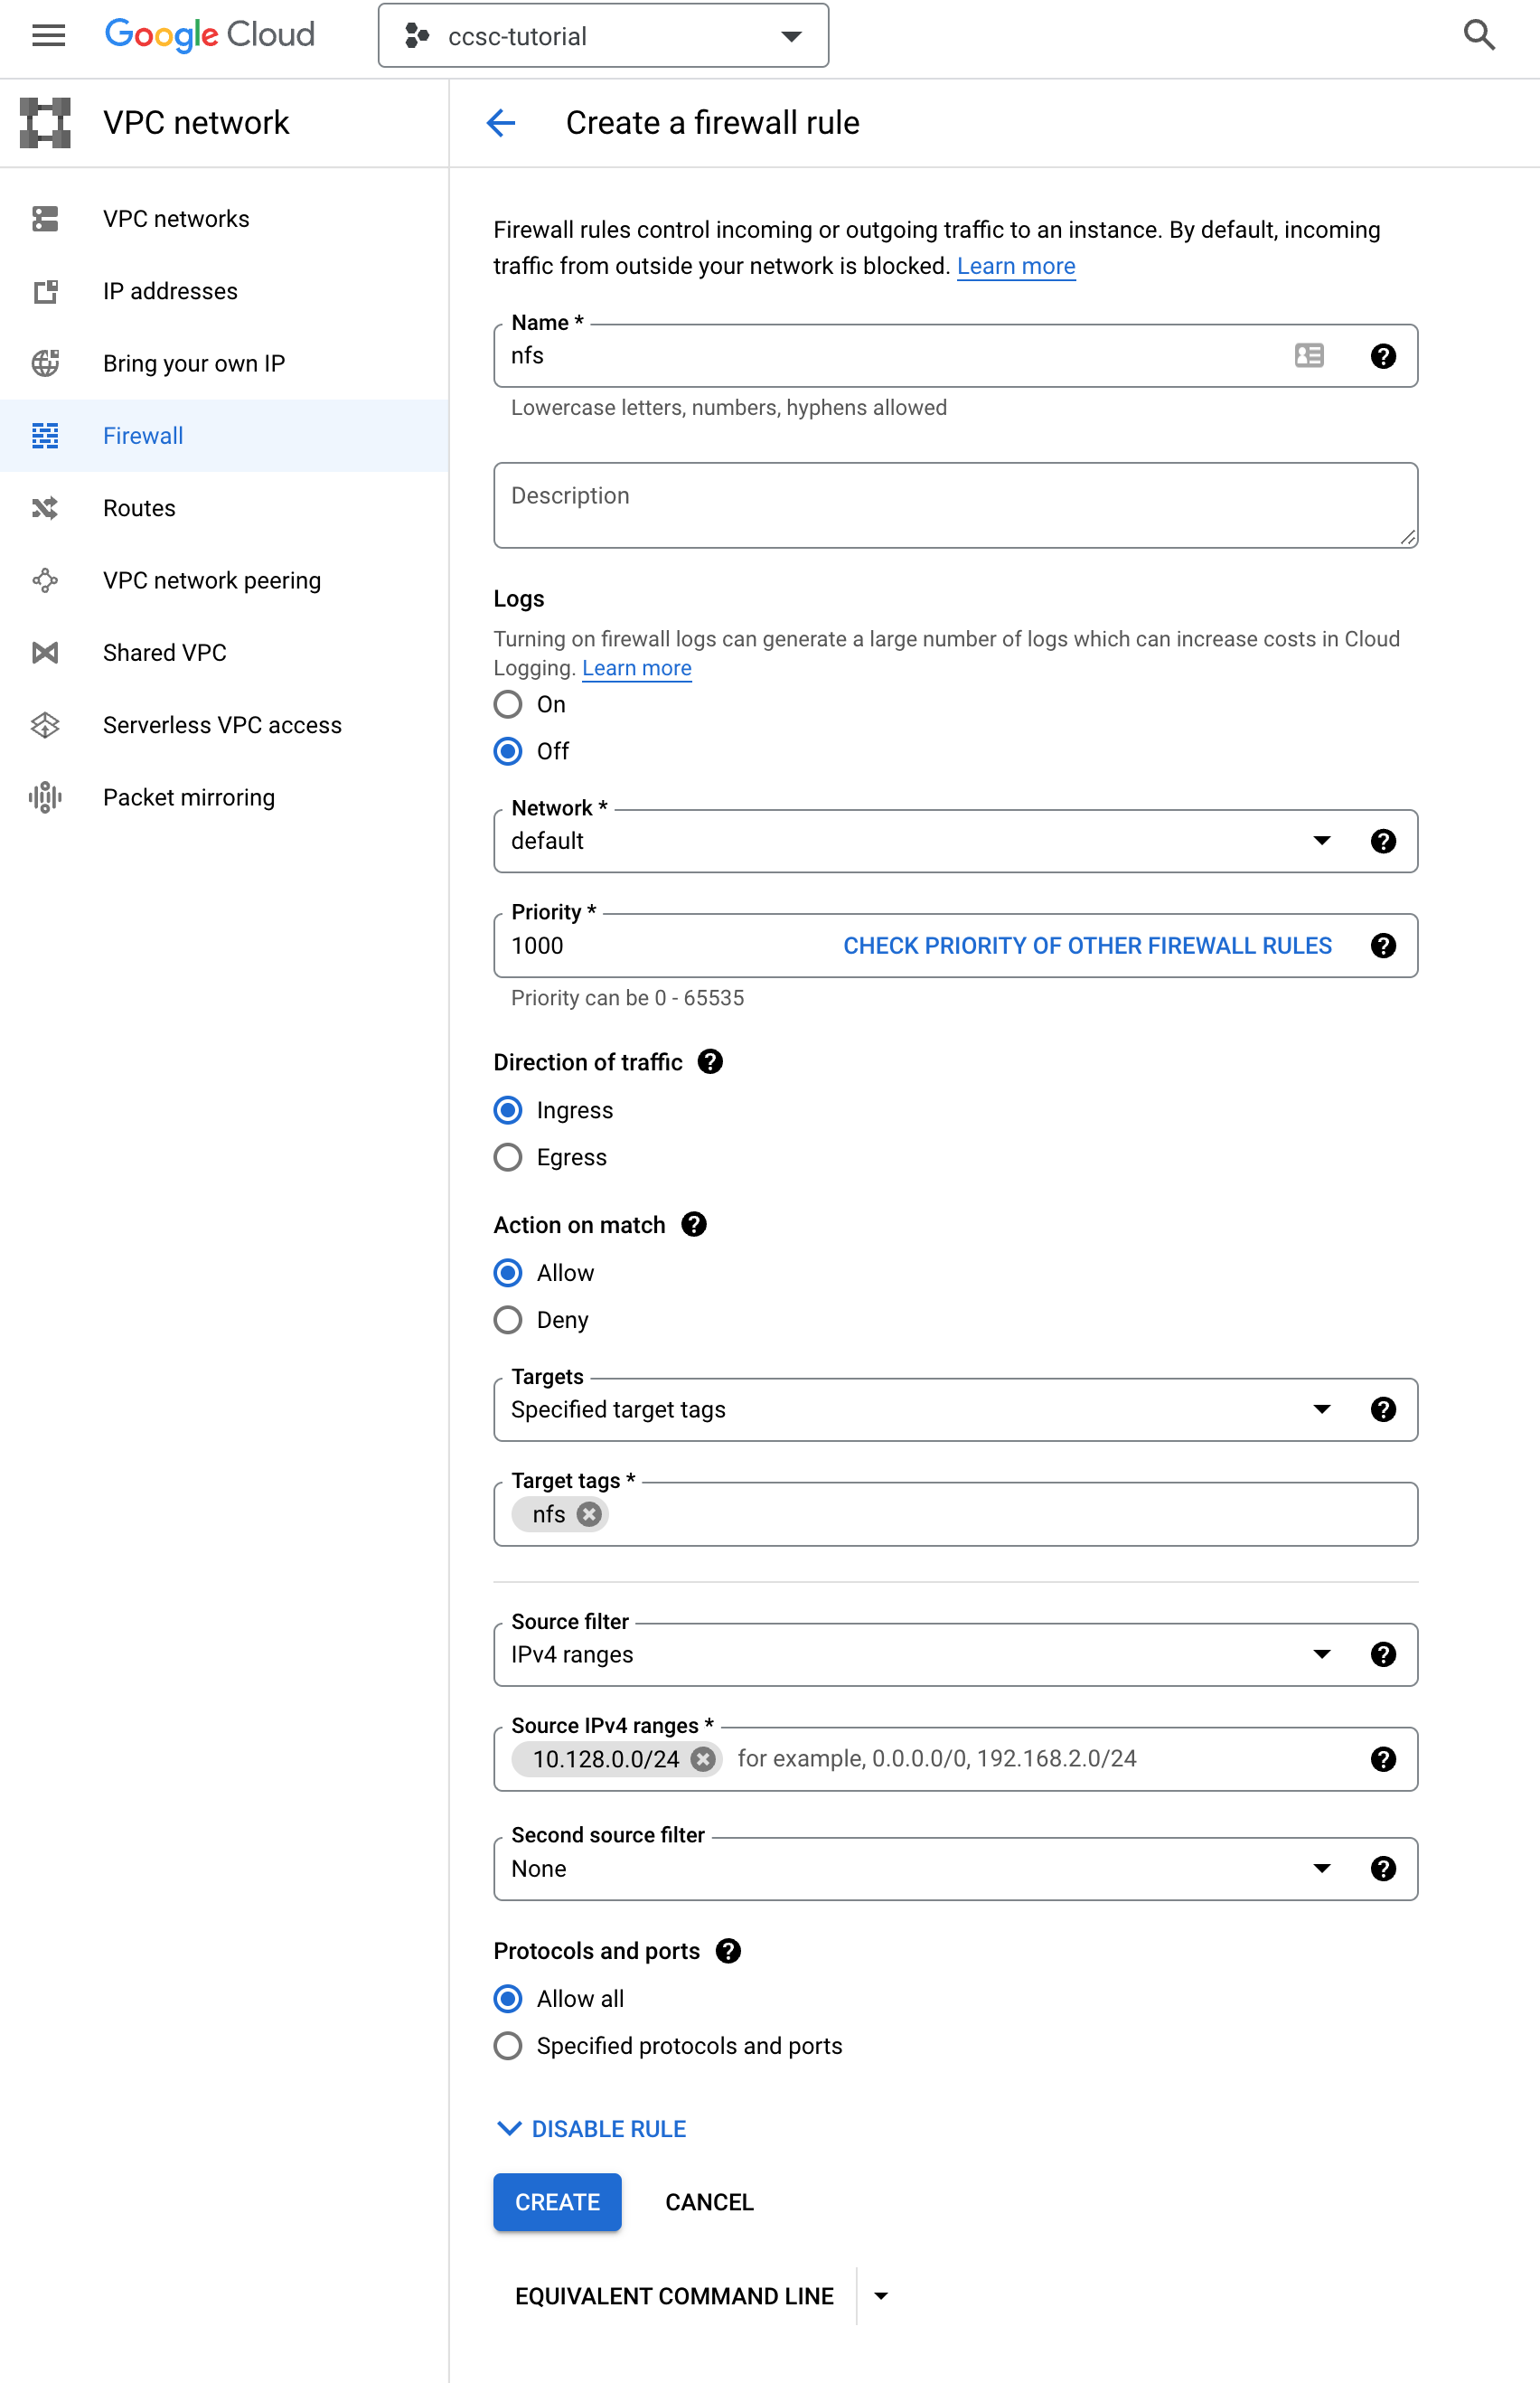 Google Cloud
ccsc-tutorial
VPC network
Create a firewall rule
VPC networks
IP addresses
Bring your own IP
Firewall
Routes
VPC network peering
Shared VPC
Serverless VPC access
Packet mirroring
Firewall rules control incoming or outgoing traffic to an instance. By default, incoming
traffic from outside your network is blocked. Learn more
Name *
nfs
Lowercase letters, numbers, hyphens allowed
Description
Logs
Turning on firewall logs can generate a large number of logs which can increase costs in Cloud
Logging. Learn more
On
Off
Network *
default
Priority *
1000 CHECK PRIORITY OF OTHER FIREWALL RULES
Priority can be 0 - 65535
Direction of traffic
Ingress
Egress
Action on match
Allow
Deny
Targets
Specified target tags
Target tags *
nfs
Source filter
IPv4 ranges
Source IPv4 ranges *
10.128.0.0/24 for example, 0.0.0.0/0, 192.168.2.0/24
Second source filter
None
Protocols and ports
Allow all
Specified protocols and ports
DISABLE RULE
CREATE CANCEL
EQUIVALENT COMMAND LINE